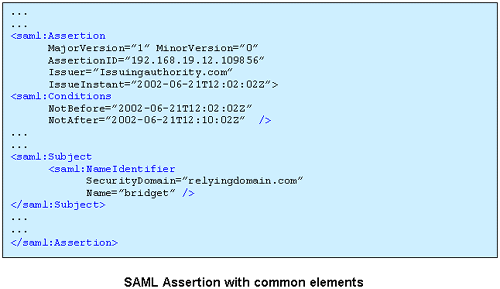 ...
...
<saml:Assertion
MajorVersion="1" MinorVersion="0"
AssertionID="192.168.19.12.109856"
Issuer="Issuingauthority.com"
IssueInstant="2002-06-21T12:02:02Z">
<saml:Conditions
NotBefore="2002-06-21T12:02:02Z"
NotAfter="2002-06-21T12:10:02Z" />
...
...
<saml:Subject
<saml:NameIdentifier
SecurityDomain="relyingdomain.com"
Name="bridget" />
</saml:Subject>
...
...
</saml:Assertion>
SAML Assertion with common elements